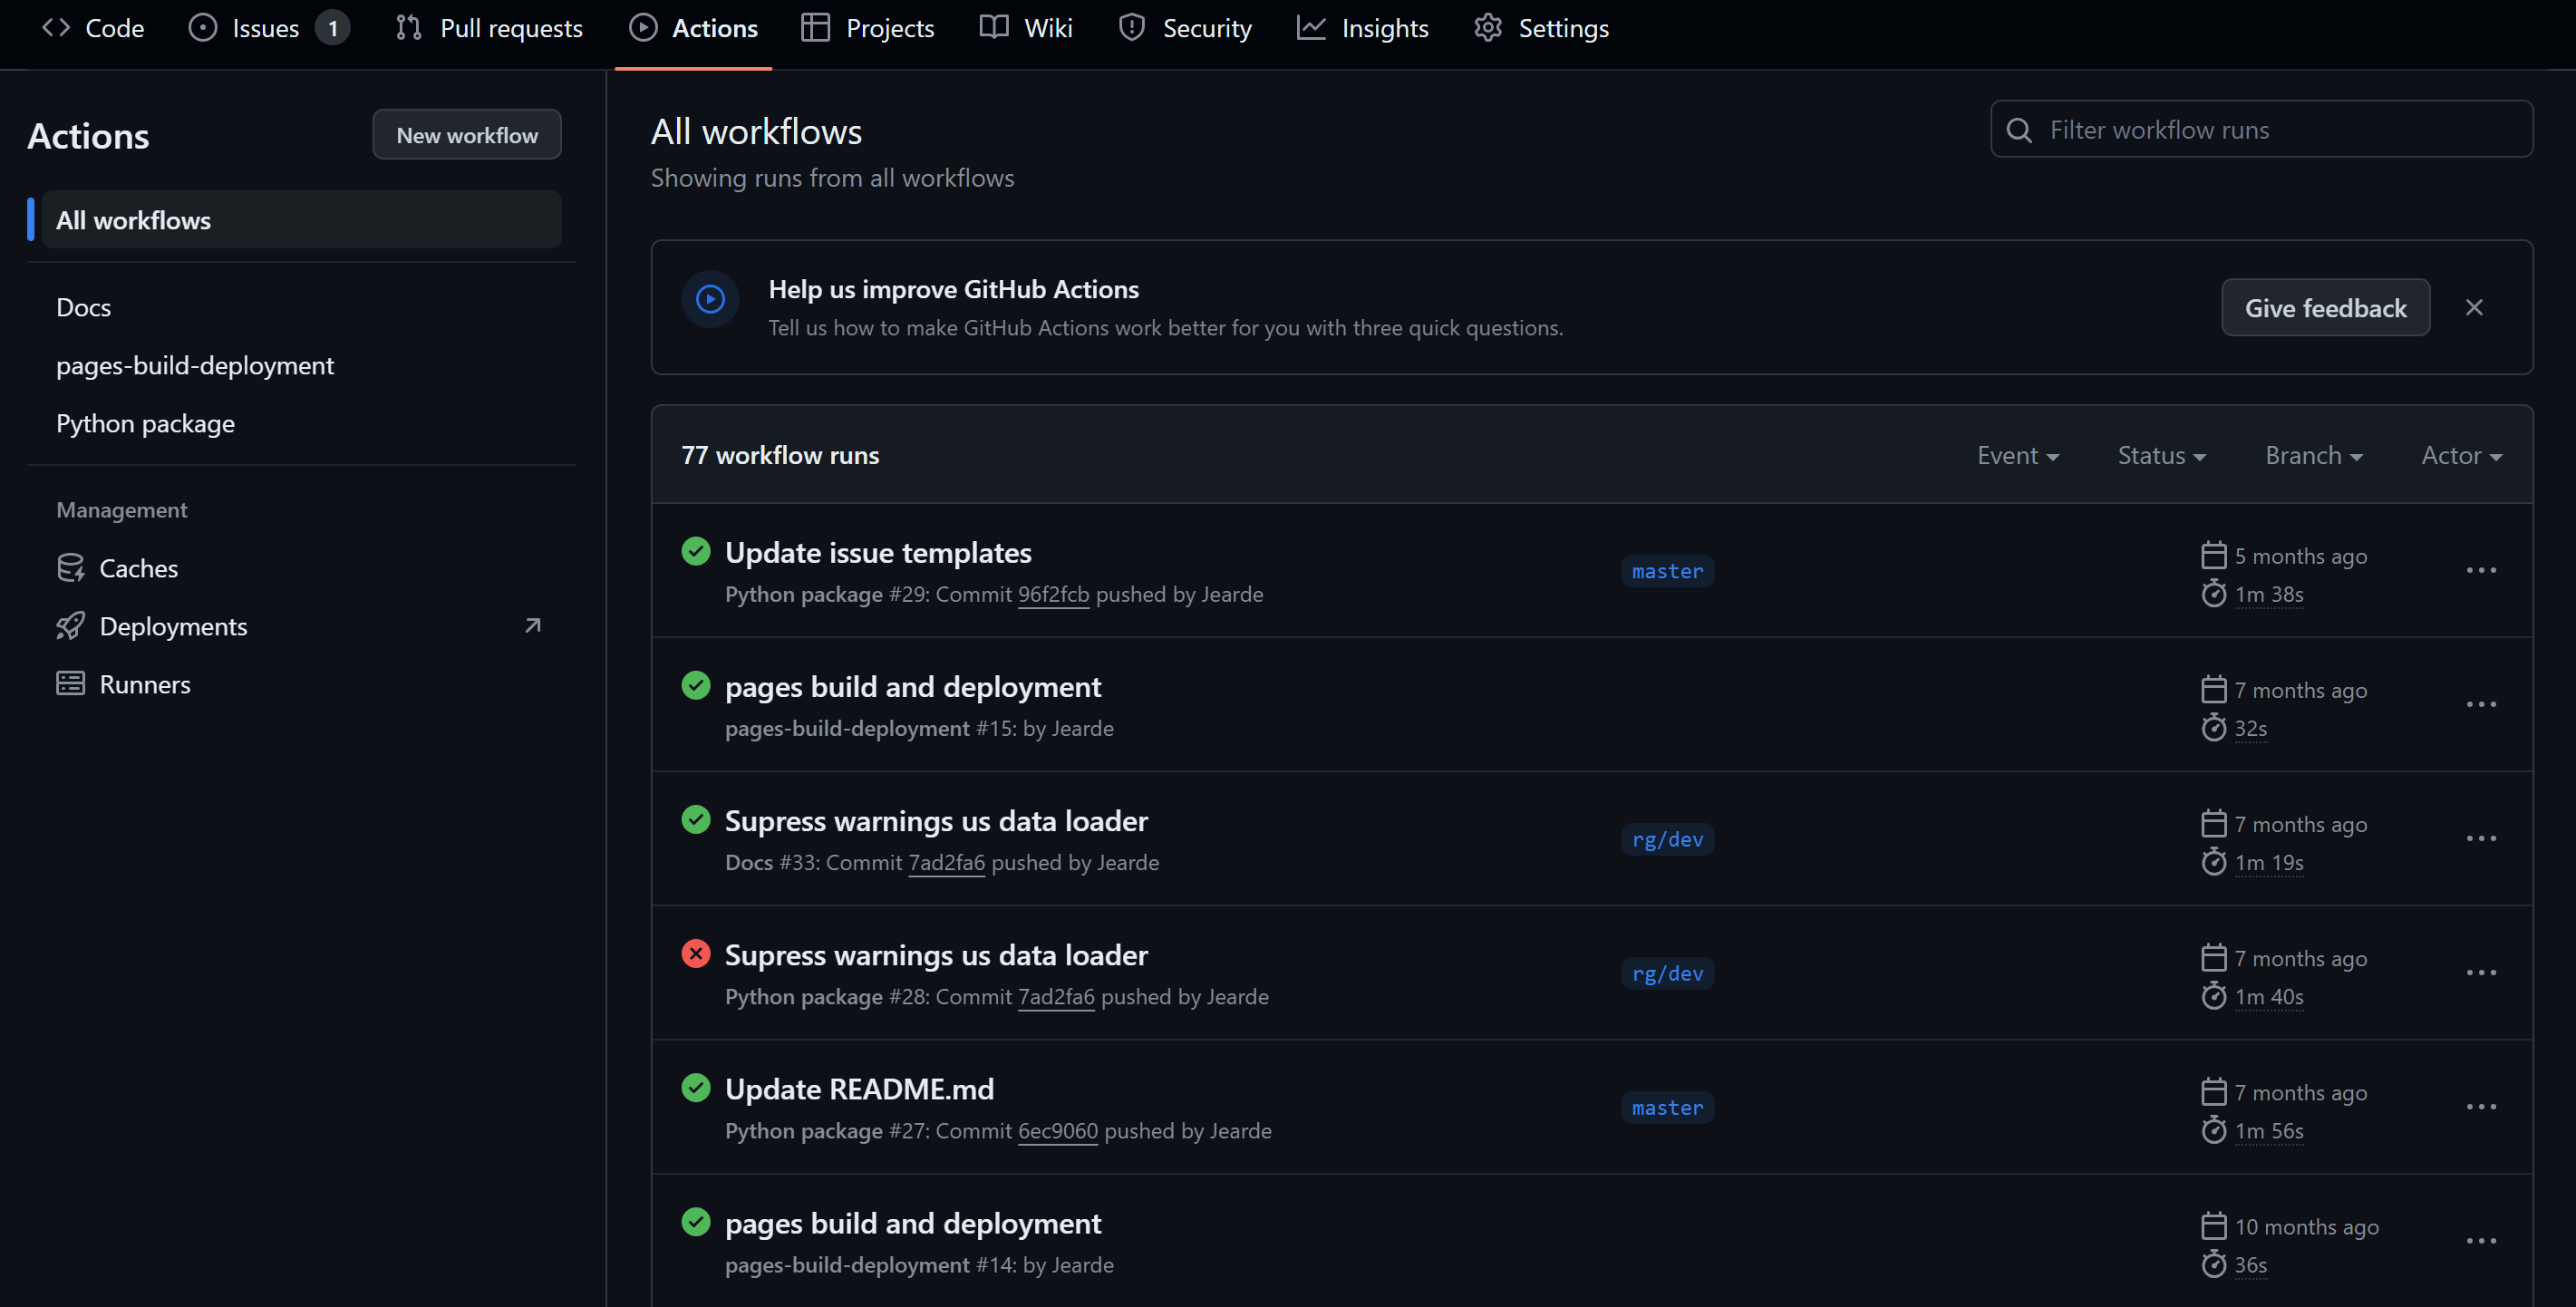 Code Issues 1 Pull requests Actions Projects Wiki Security Insights Settings
Actions
New workflow
All workflows
Docs
pages-build-deployment
Python package
Management
Caches
Deployments
Runners
All workflows
Showing runs from all workflows
Filter workflow runs
Help us improve GitHub Actions
Tell us how to make GitHub Actions work better for you with three quick questions.
Give feedback
77 workflow runs
Event Status Branch Actor
Update issue templates
Python package #29: Commit 96f2fcb pushed by Jearde
master
5 months ago
1m 38s
pages build and deployment
pages-build-deployment #15: by Jearde
7 months ago
32s
Supress warnings us data loader
Docs #33: Commit 7ad2fa6 pushed by Jearde
rg/dev
7 months ago
1m 19s
Supress warnings us data loader
Python package #28: Commit 7ad2fa6 pushed by Jearde
rg/dev
7 months ago
1m 40s
Update README.md
Python package #27: Commit 6ec9060 pushed by Jearde
master
7 months ago
1m 56s
pages build and deployment
pages-build-deployment #14: by Jearde
10 months ago
36s